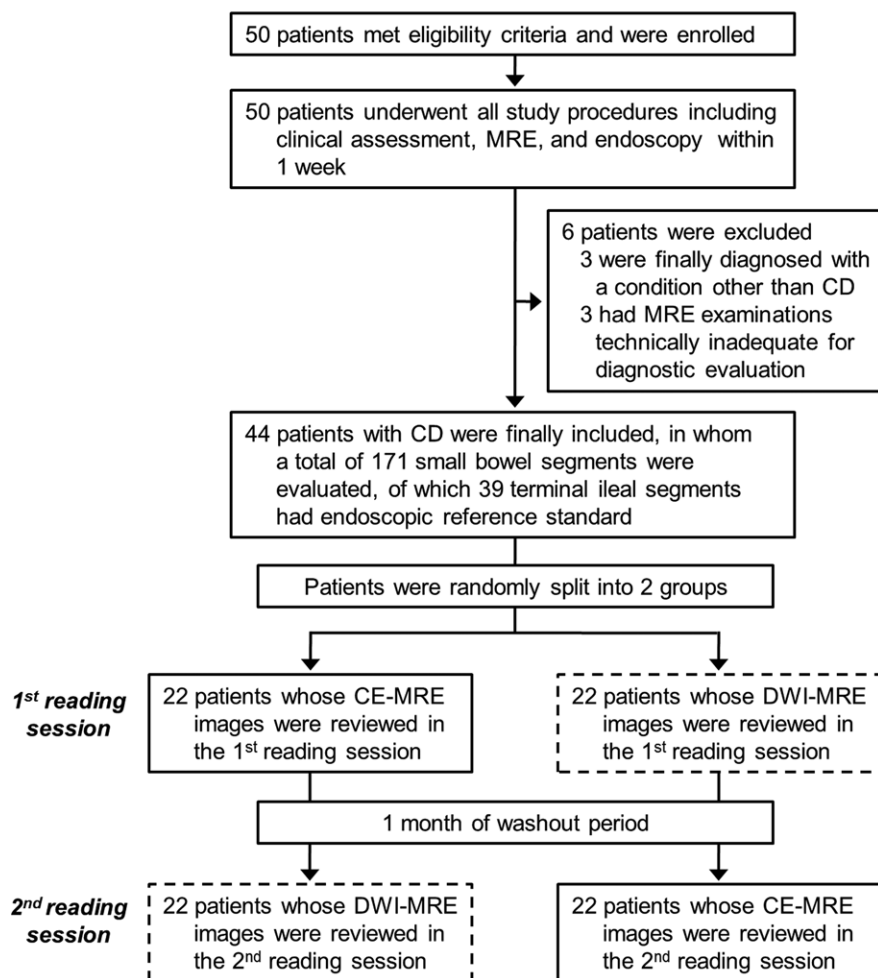 50 patients met eligibility criteria and were enrolled
50 patients underwent all study procedures including
clinical assessment, MRE, and endoscopy within
1 week
6 patients were excluded
3 were finally diagnosed with
a condition other than CD
3 had MRE examinations
technically inadequate for
diagnostic evaluation
44 patients with CD were finally included, in whom
a total of 171 small bowel segments were
evaluated, of which 39 terminal ileal segments
had endoscopic reference standard
Patients were randomly split into 2 groups
1st reading
session
22 patients whose CE-MRE
images were reviewed in
the 1st reading session
22 patients whose DWI-MRE
images were reviewed in
the 1st reading session
1 month of washout period
2nd reading
session
22 patients whose DWI-MRE
images were reviewed in
the 2nd reading session
22 patients whose CE-MRE
images were reviewed in
the 2nd reading session